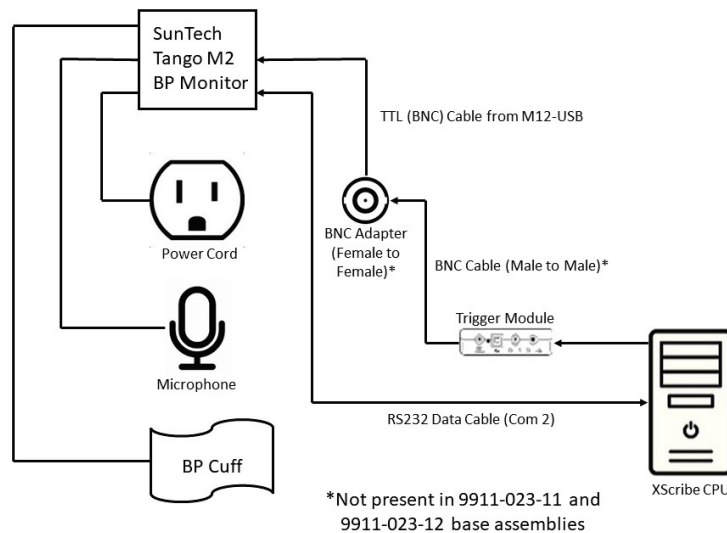 SunTech
Tango M2
BP Monitor
TTL (BNC) Cable from M12-USB
BNC Adapter
(Female to
Female)*
Power Cord
BNC Cable (Male to Male)*
Trigger Module
Microphone
RS232 Data Cable (Com 2)
BP Cuff
XScribe CPU
*Not present in 9911-023-11 and
9911-023-12 base assemblies